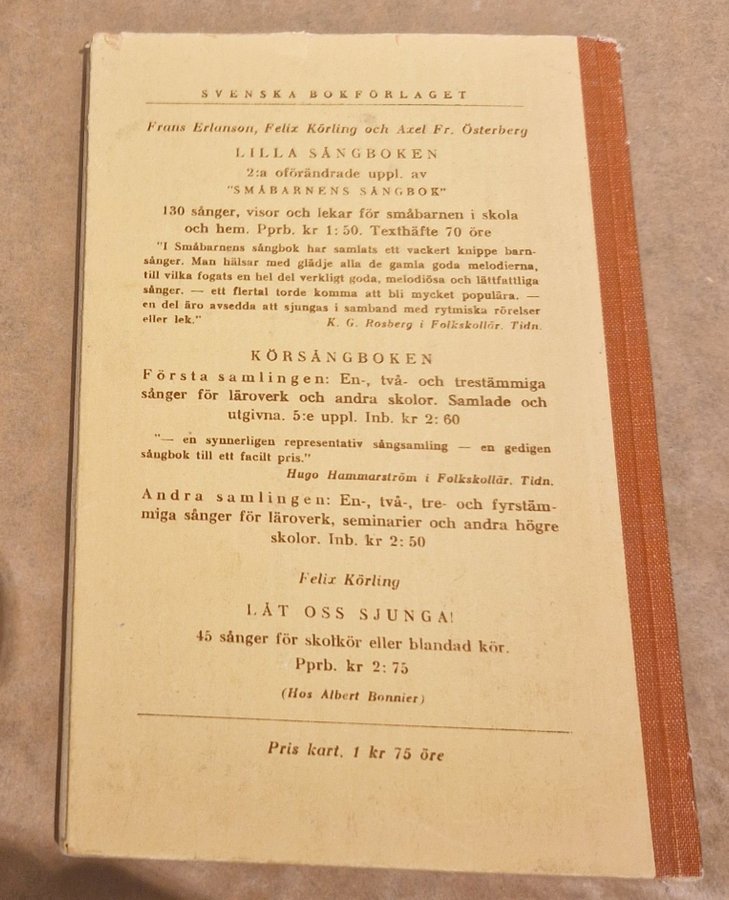 SVENSKA BOKFÖRLAGET
Frans Erlanson, Felix Körling och Axel Fr. Österberg
LILLA SÅNGBOKEN
2:a oförändrade uppl. av
"SMÅBARNENS SÅNGBOK"
130 sånger, visor och lekar för småbarnen i skola
och hem. Pprb. kr 1: 50. Texthäfte 70 öre
"I Småbarnens sångbok har samlats ett vackert knippe barn-
sånger. Man hälsar med glädje alla de gamla goda melodierna,
till vilka fogats en hel del verkligt goda, melodiösa och lättfattliga
sånger. — ett flertal torde komma att bli mycket populära. —
en del äro avsedda att sjungas i samband med rytmiska rörelser
eller lek." K. G. Rosberg i Folkskollär. Tidn.
KÖRSÅNGBOKEN
Första samlingen: En-, två- och trestämmiga
sånger för läroverk och andra skolor. Samlade och
utgivna. 5:e uppl. Inb. kr 2: 60
"— en synnerligen representativ sångsamling — en gedigen
sångbok till ett facilt pris."
Hugo Hammarström i Folkskollär. Tidn.
Andra samlingen: En-, två-, tre- och fyrstäm-
miga sånger för läroverk, seminarier och andra högre
skolor. Inb. kr 2: 50
Felix Körling
LÅT OSS SJUNGA!
45 sånger för skolkör eller blandad kör.
Pprb. kr 2: 75
(Hos Albert Bonnier)
Pris kart. 1 kr 75 öre